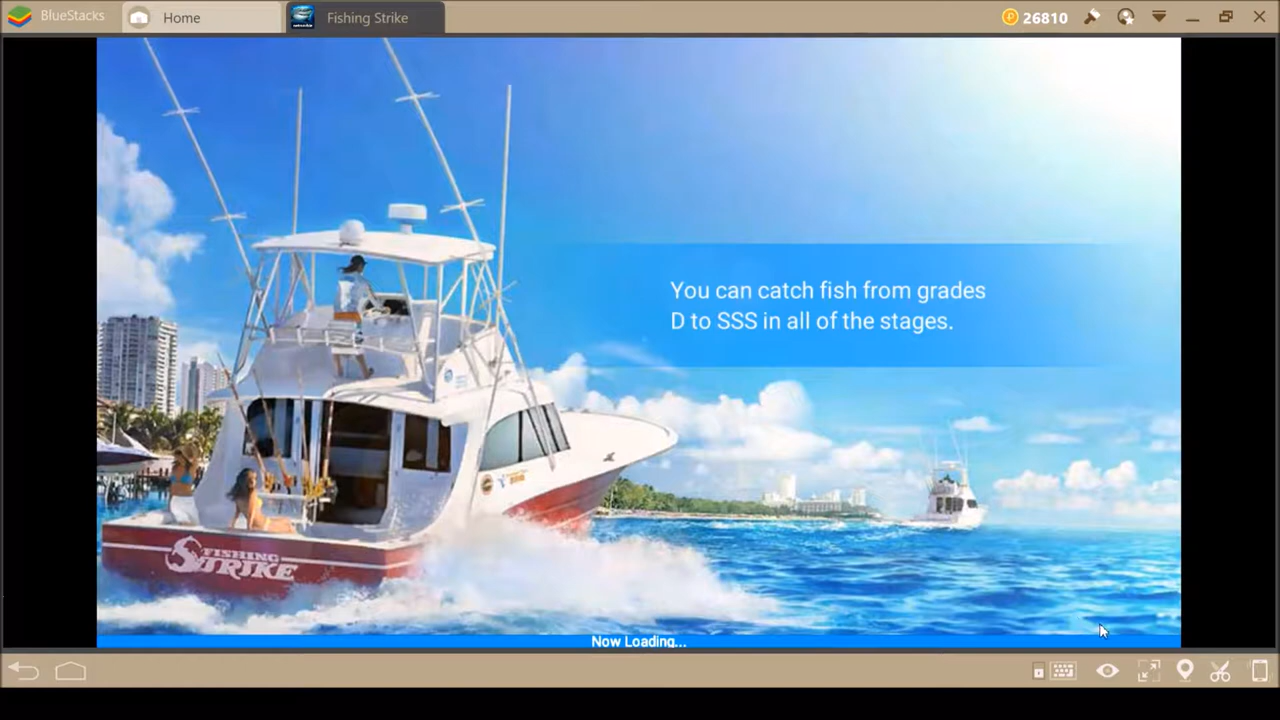 BlueStacks
Home
Fishing Strike
26810
You can catch fish from grades
D to SSS in all of the stages.
FISHING
STRIKE
Now Loading...